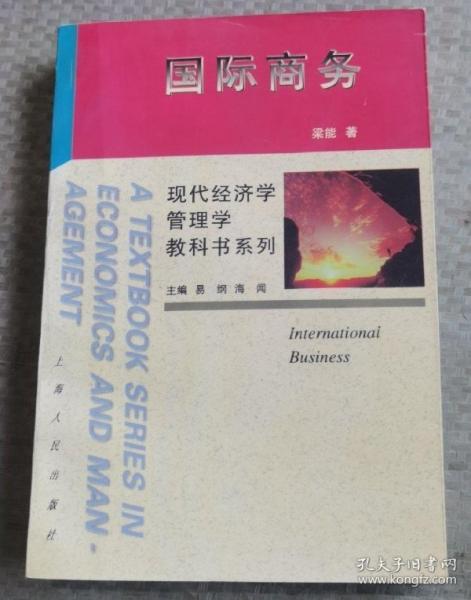 国际商务
梁能 著
现代经济学
管理学
教科书系列
主编 易 纲 海 闻
International
Business
A TEXTBOOK SERIES IN
ECONOMICS AND MAN-
AGEMENT
上海人民出版社
孔夫子旧书网
kongfz.com